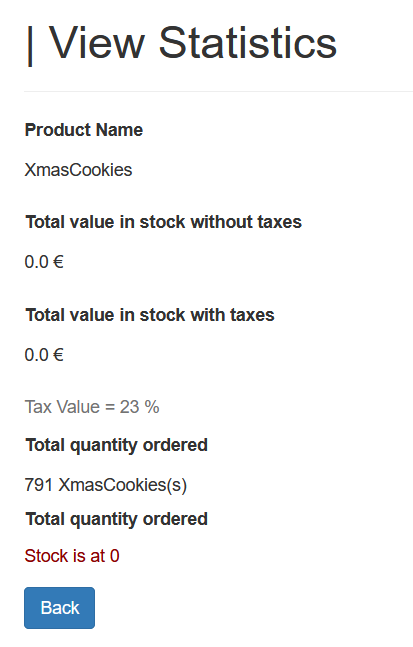 | View Statistics
Product Name
XmasCookies
Total value in stock without taxes
0.0 €
Total value in stock with taxes
0.0 €
Tax Value = 23 %
Total quantity ordered
791 XmasCookies(s)
Total quantity ordered
Stock is at 0
Back